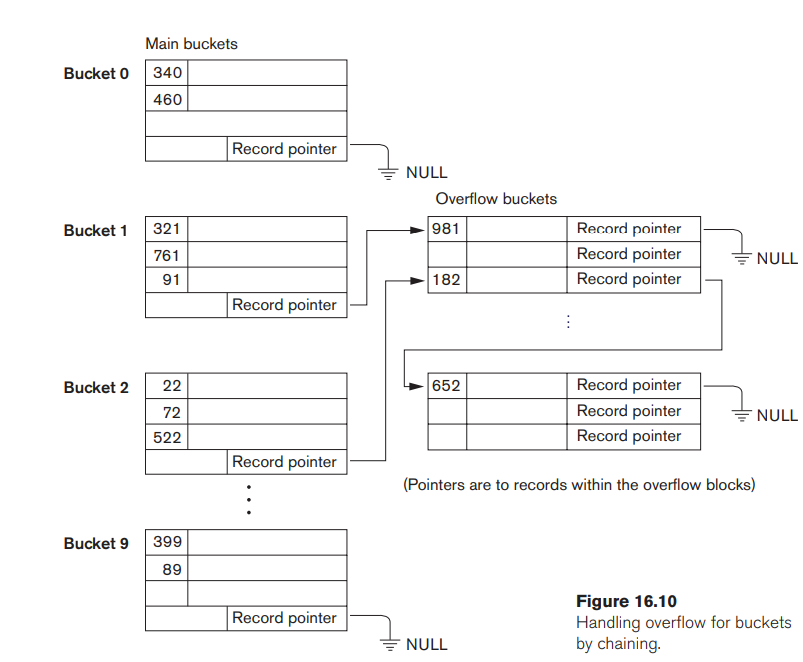 Main buckets
Bucket 0
340
460
Record pointer
NULL
Overflow buckets
Bucket 1
321
761
91
Record pointer
981 Record pointer
Record pointer
182 Record pointer
NULL
Bucket 2
22
72
522
Record pointer
652 Record pointer
Record pointer
Record pointer
NULL
(Pointers are to records within the overflow blocks)
Bucket 9
399
89
Record pointer
NULL
Figure 16.10
Handling overflow for buckets
by chaining.